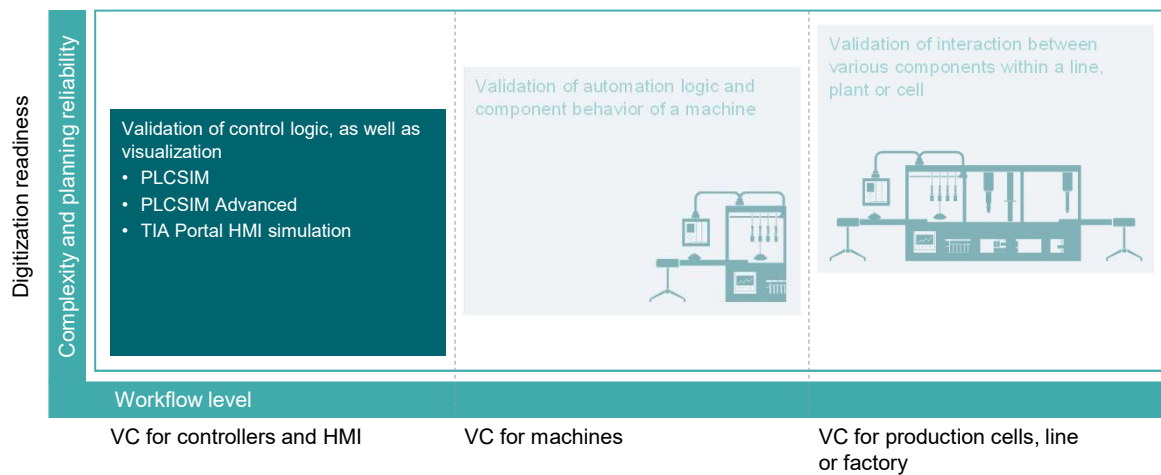 Digitization readiness
Complexity and planning reliability
Validation of control logic, as well as
visualization
• PLCSIM
• PLCSIM Advanced
• TIA Portal HMI simulation
Validation of automation logic and
component behavior of a machine
Validation of interaction between
various components within a line,
plant or cell
Workflow level
VC for controllers and HMI
VC for machines
VC for production cells, line
or factory